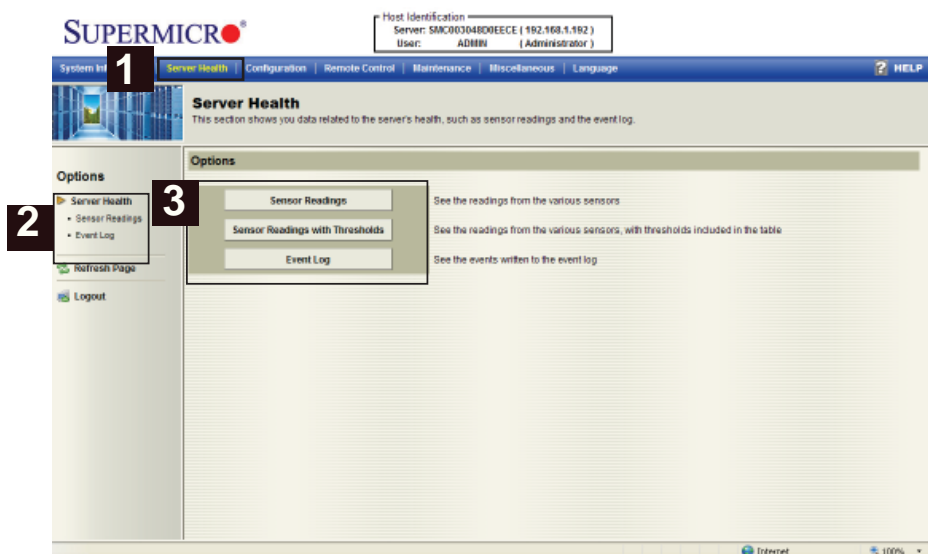 SUPERMICR®
Host Identification
Server: SMC003048D0EECE ( 192.168.1.192 )
User: ADMIN ( Administrator )
System Inf
1
Server Health | Configuration | Remote Control | Maintenance | Miscellaneous | Language
HELP
Server Health
This section shows you data related to the server's health, such as sensor readings and the event log.
Options
Server Health
• Sensor Readings
• Event Log
2
Refresh Page
Logout
Options
3
Sensor Readings
See the readings from the various sensors
Sensor Readings with Thresholds
See the readings from the various sensors, with thresholds included in the table
Event Log
See the events written to the event log
Internet
100%